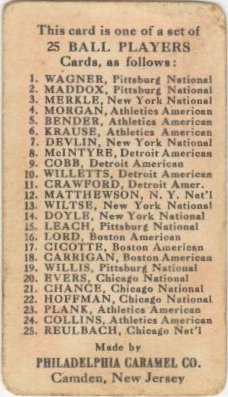 This card is one of a set of
25 BALL PLAYERS
Cards, as follows:
1. WAGNER, Pittsburg National
2. MADDOX, Pittsburg National
3. MERKLE, New York National
4. MORGAN, Athletics American
5. BENDER, Athletics American
6. KRAUSE, Athletics American
7. DEVLIN, New York National
8. McINTYRE, Detroit American
9. COBB, Detroit American
10. WILLETTS, Detroit American
11. CRAWFORD, Detroit Amer.
12. MATTHEWSON, N. Y. Nat'l
13. WILTSE, New York National
14. DOYLE, New York National
15. LEACH, Pittsburg National
16. LORD, Boston American
17. CICOTTE, Boston American
18. CARRIGAN, Boston American
19. WILLIS, Pittsburg National
20. EVERS, Chicago National
21. CHANCE, Chicago National
22. HOFFMAN, Chicago National
23. PLANK, Athletics American
24. COLLINS, Athletics American
25. REULBACH, Chicago Nat'l
Made by
PHILADELPHIA CARAMEL CO.
Camden, New Jersey